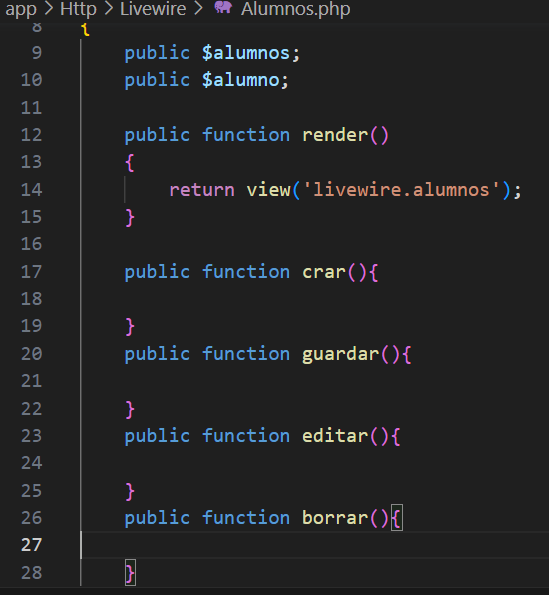 app > Http > Livewire > Alumnos.php
8 {
9 public $alumnos;
10 public $alumno;
11
12 public function render()
13 {
14 return view('livewire.alumnos');
15 }
16
17 public function crar(){
18
19 }
20 public function guardar(){
21
22 }
23 public function editar(){
24
25 }
26 public function borrar(){
27
28 }